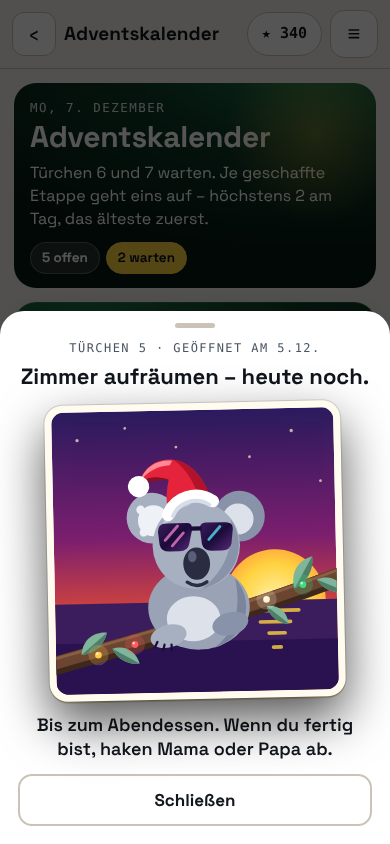 <
Adventskalender
★ 340
≡
MO, 7. DEZEMBER
Adventskalender
Türchen 6 und 7 warten. Je geschaffte
Etappe geht eins auf – höchstens 2 am
Tag, das älteste zuerst.
5 offen
2 warten
TÜRCHEN 5 · GEÖFFNET AM 5.12.
Zimmer aufräumen – heute noch.
Bis zum Abendessen. Wenn du fertig
bist, haken Mama oder Papa ab.
Schließen